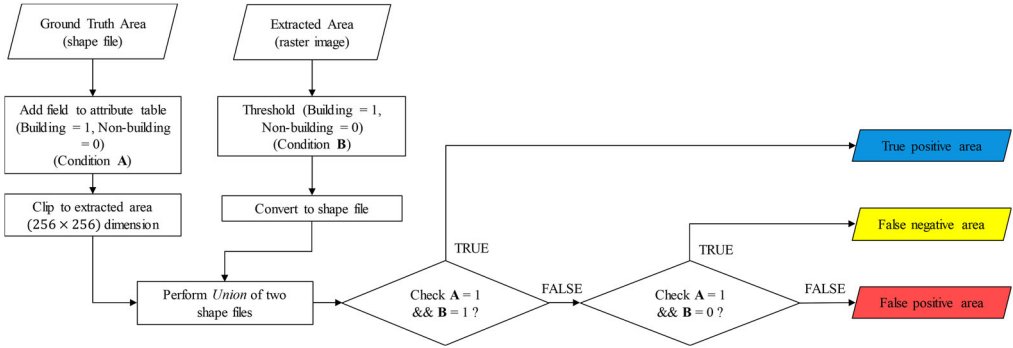 Ground Truth Area
(shape file)
Extracted Area
(raster image)
Add field to attribute table
(Building = 1, Non-building
= 0)
(Condition A)
Threshold (Building = 1,
Non-building = 0)
(Condition B)
Clip to extracted area
(256 × 256) dimension
Convert to shape file
Perform Union of two
shape files
Check A = 1
&& B = 1 ?
TRUE
FALSE
Check A = 1
&& B = 0 ?
TRUE
FALSE
True positive area
False negative area
False positive area